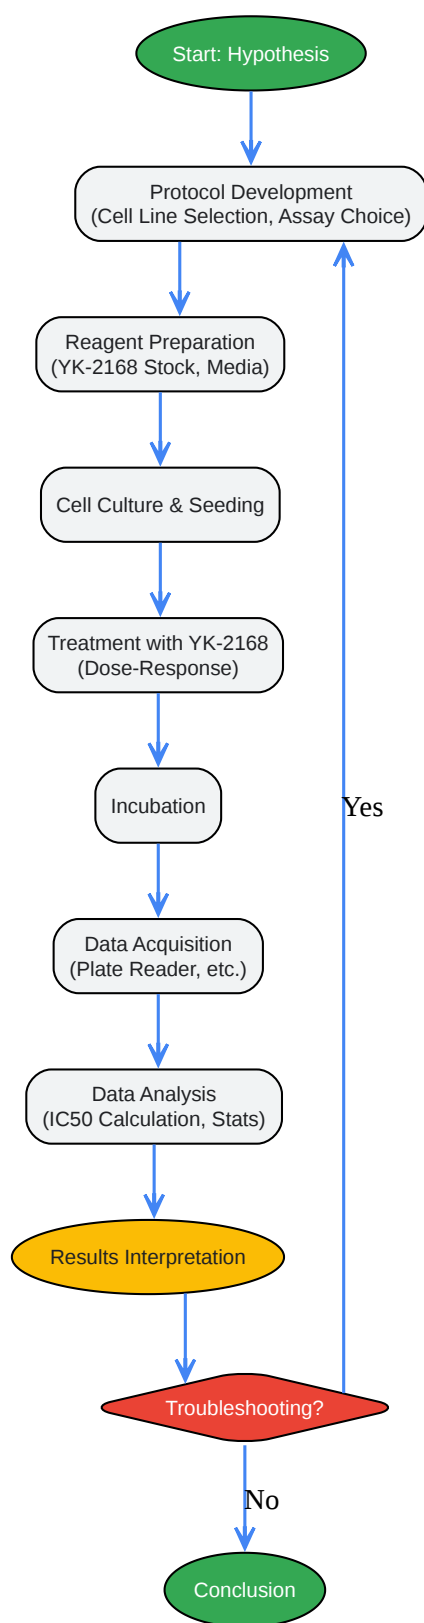 Start: Hypothesis
Protocol Development
(Cell Line Selection, Assay Choice)
Reagent Preparation
(YK-2168 Stock, Media)
Cell Culture & Seeding
Treatment with YK-2168
(Dose-Response)
Incubation
Yes
Data Acquisition
(Plate Reader, etc.)
Data Analysis
(IC50 Calculation, Stats)
Results Interpretation
Troubleshooting?
No
Conclusion